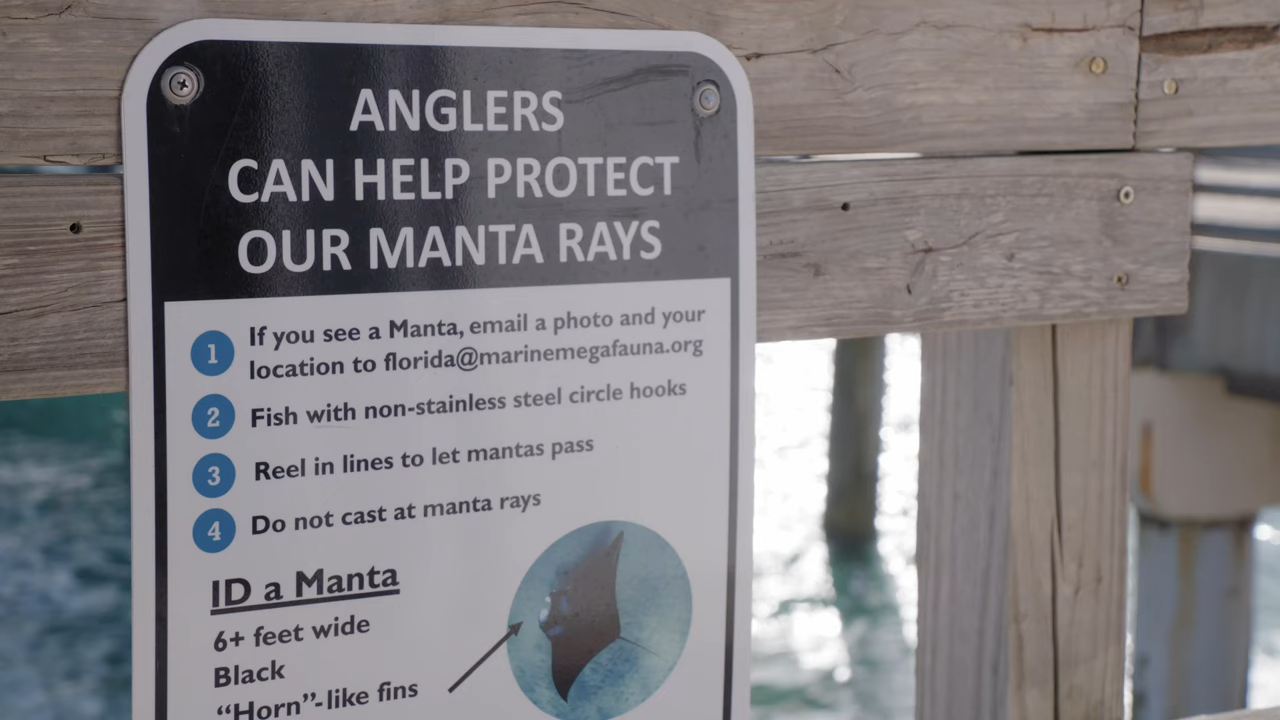 ANGLERS
CAN HELP PROTECT
OUR MANTA RAYS
1 If you see a Manta, email a photo and your
location to florida@marinemegafauna.org
2 Fish with non-stainless steel circle hooks
3 Reel in lines to let mantas pass
4 Do not cast at manta rays
ID a Manta
6+ feet wide
Black
“Horn”-like fins